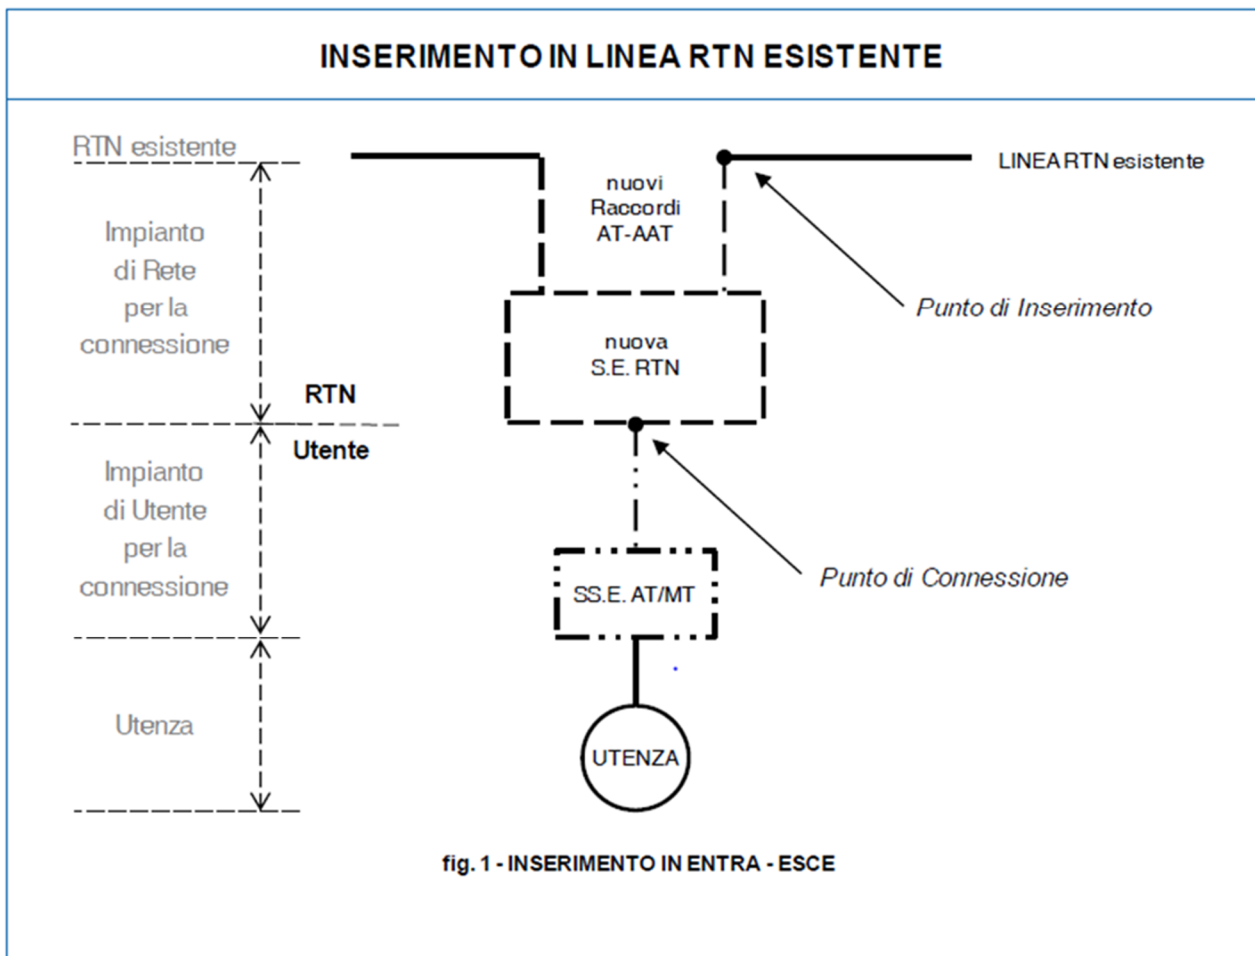 INSERIMENTO IN LINEA RTN ESISTENTE
RTN esistente
LINEA RTN esistente
nuovi
Raccordi
AT-AAT
Impianto
di Rete
per la
connessione
Punto di Inserimento
nuova
S.E. RTN
RTN
Utente
Impianto
di Utente
per la
connessione
Punto di Connessione
SS.E. AT/MT
Utenza
UTENZA
fig. 1 - INSERIMENTO IN ENTRA - ESCE